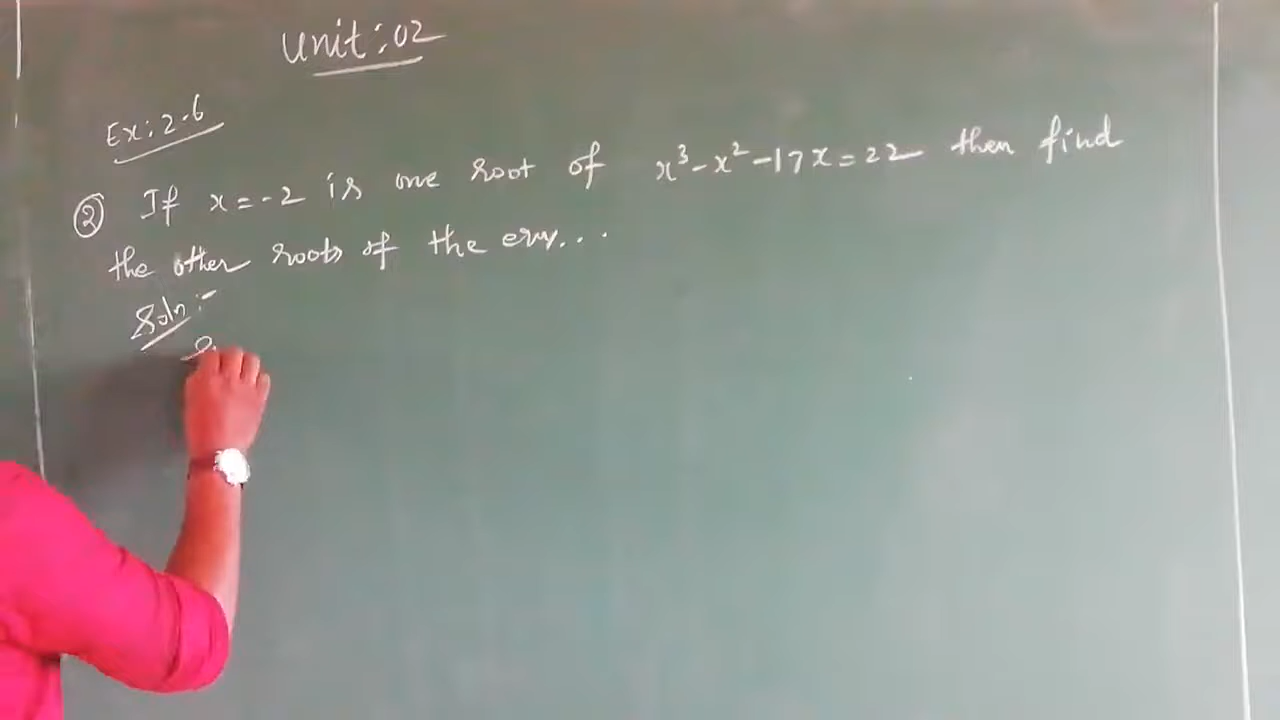 Unit: 02
Ex: 2.6
② If x = -2 is one root of x³-x²-17x=22 then find
the other roots of the eqn...
Soln :-